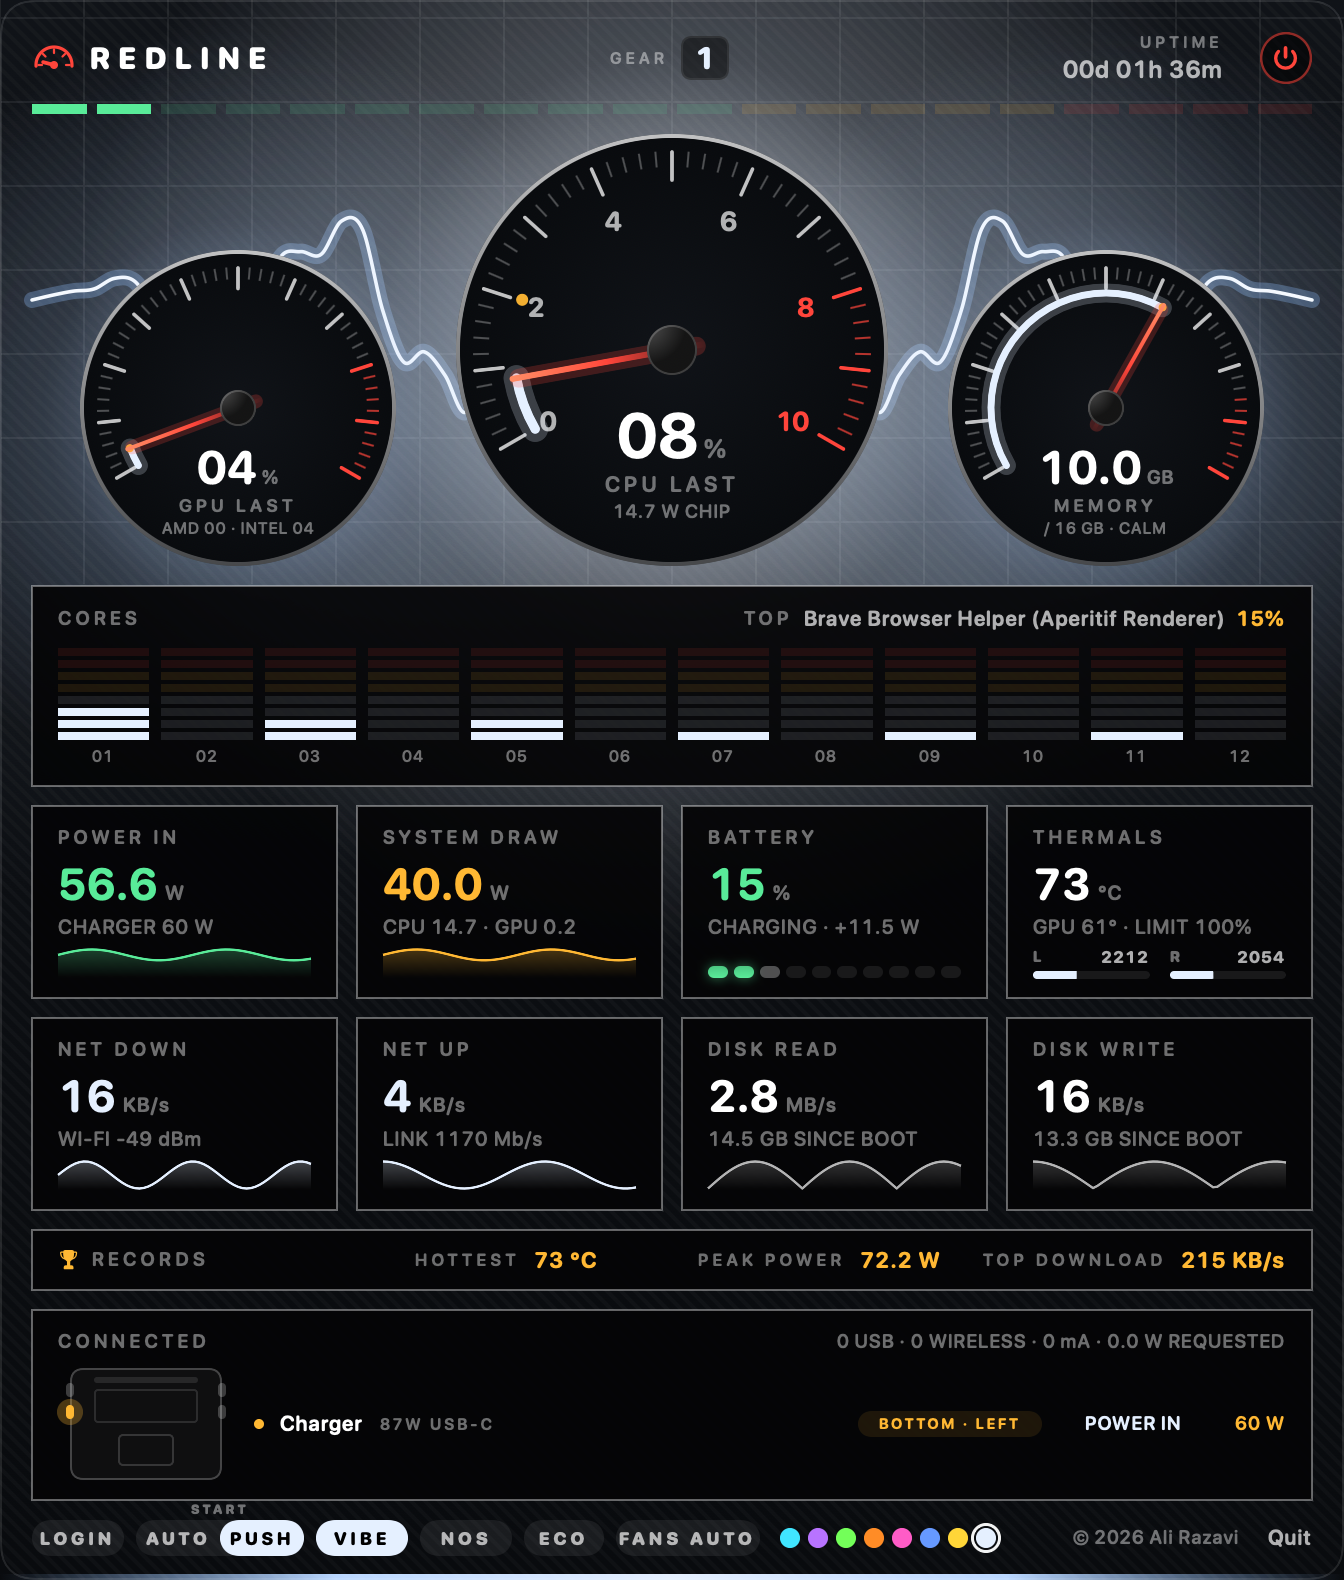 REDLINE
GEAR 1
UPTIME
00d 01h 36m
4 6
2 8
0 10
08 %
CPU LAST
14.7 W CHIP
04 %
GPU LAST
AMD 00 · INTEL 04
10.0 GB
MEMORY
/ 16 GB · CALM
CORES
TOP Brave Browser Helper (Aperitif Renderer) 15%
01 02 03 04 05 06 07 08 09 10 11 12
POWER IN
56.6 W
CHARGER 60 W
SYSTEM DRAW
40.0 W
CPU 14.7 · GPU 0.2
BATTERY
15 %
CHARGING · +11.5 W
THERMALS
73 °C
GPU 61° · LIMIT 100%
L 2212 R 2054
NET DOWN
16 KB/s
WI-FI -49 dBm
NET UP
4 KB/s
LINK 1170 Mb/s
DISK READ
2.8 MB/s
14.5 GB SINCE BOOT
DISK WRITE
16 KB/s
13.3 GB SINCE BOOT
RECORDS HOTTEST 73 °C PEAK POWER 72.2 W TOP DOWNLOAD 215 KB/s
CONNECTED 0 USB · 0 WIRELESS · 0 mA · 0.0 W REQUESTED
Charger 87W USB-C BOTTOM · LEFT POWER IN 60 W
START
LOGIN AUTO PUSH VIBE NOS ECO FANS AUTO © 2026 Ali Razavi Quit